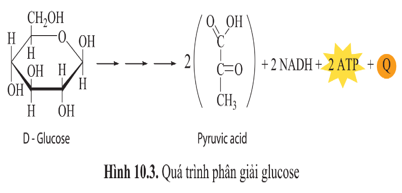 CH₂OH
H
O
OH
H
OH
H
OH
H
H
OH
2
O
OH
C
C=O
CH₃
+ 2 NADH + 2 ATP + Q
D - Glucose
Pyruvic acid
Hình 10.3. Quá trình phân giải glucose